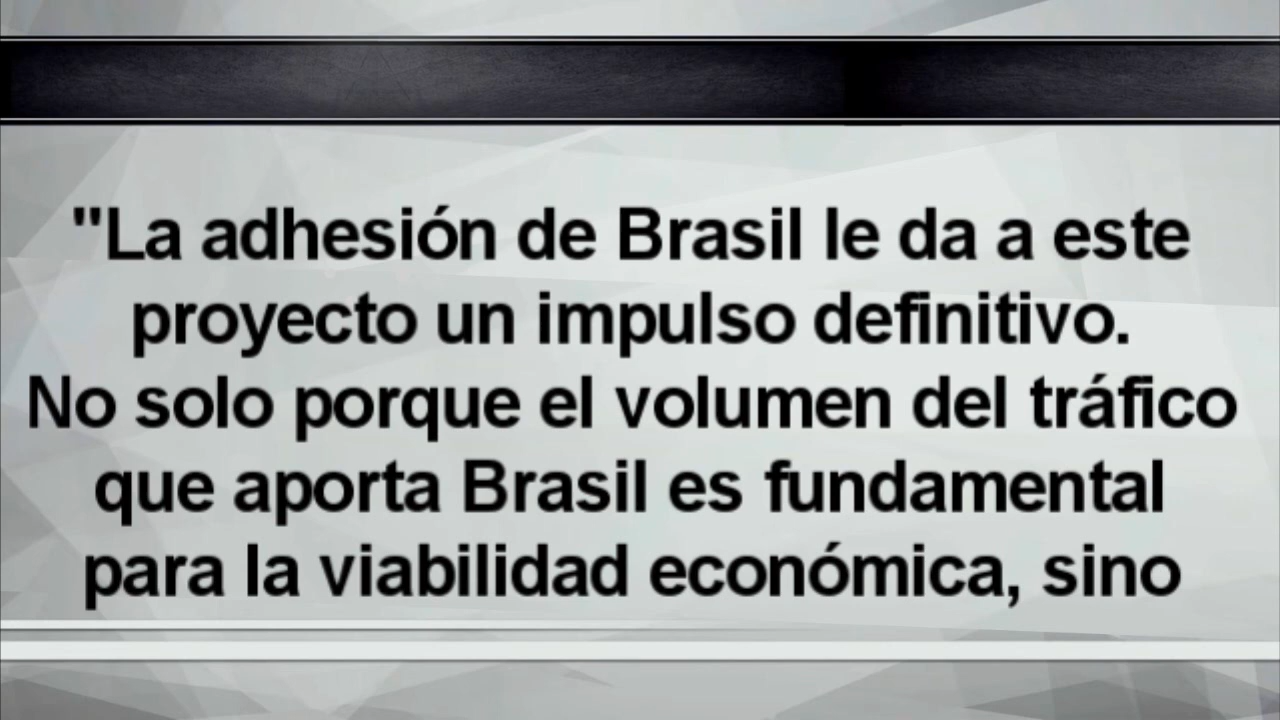 "La adhesión de Brasil le da a este
proyecto un impulso definitivo.
No solo porque el volumen del tráfico
que aporta Brasil es fundamental
para la viabilidad económica, sino